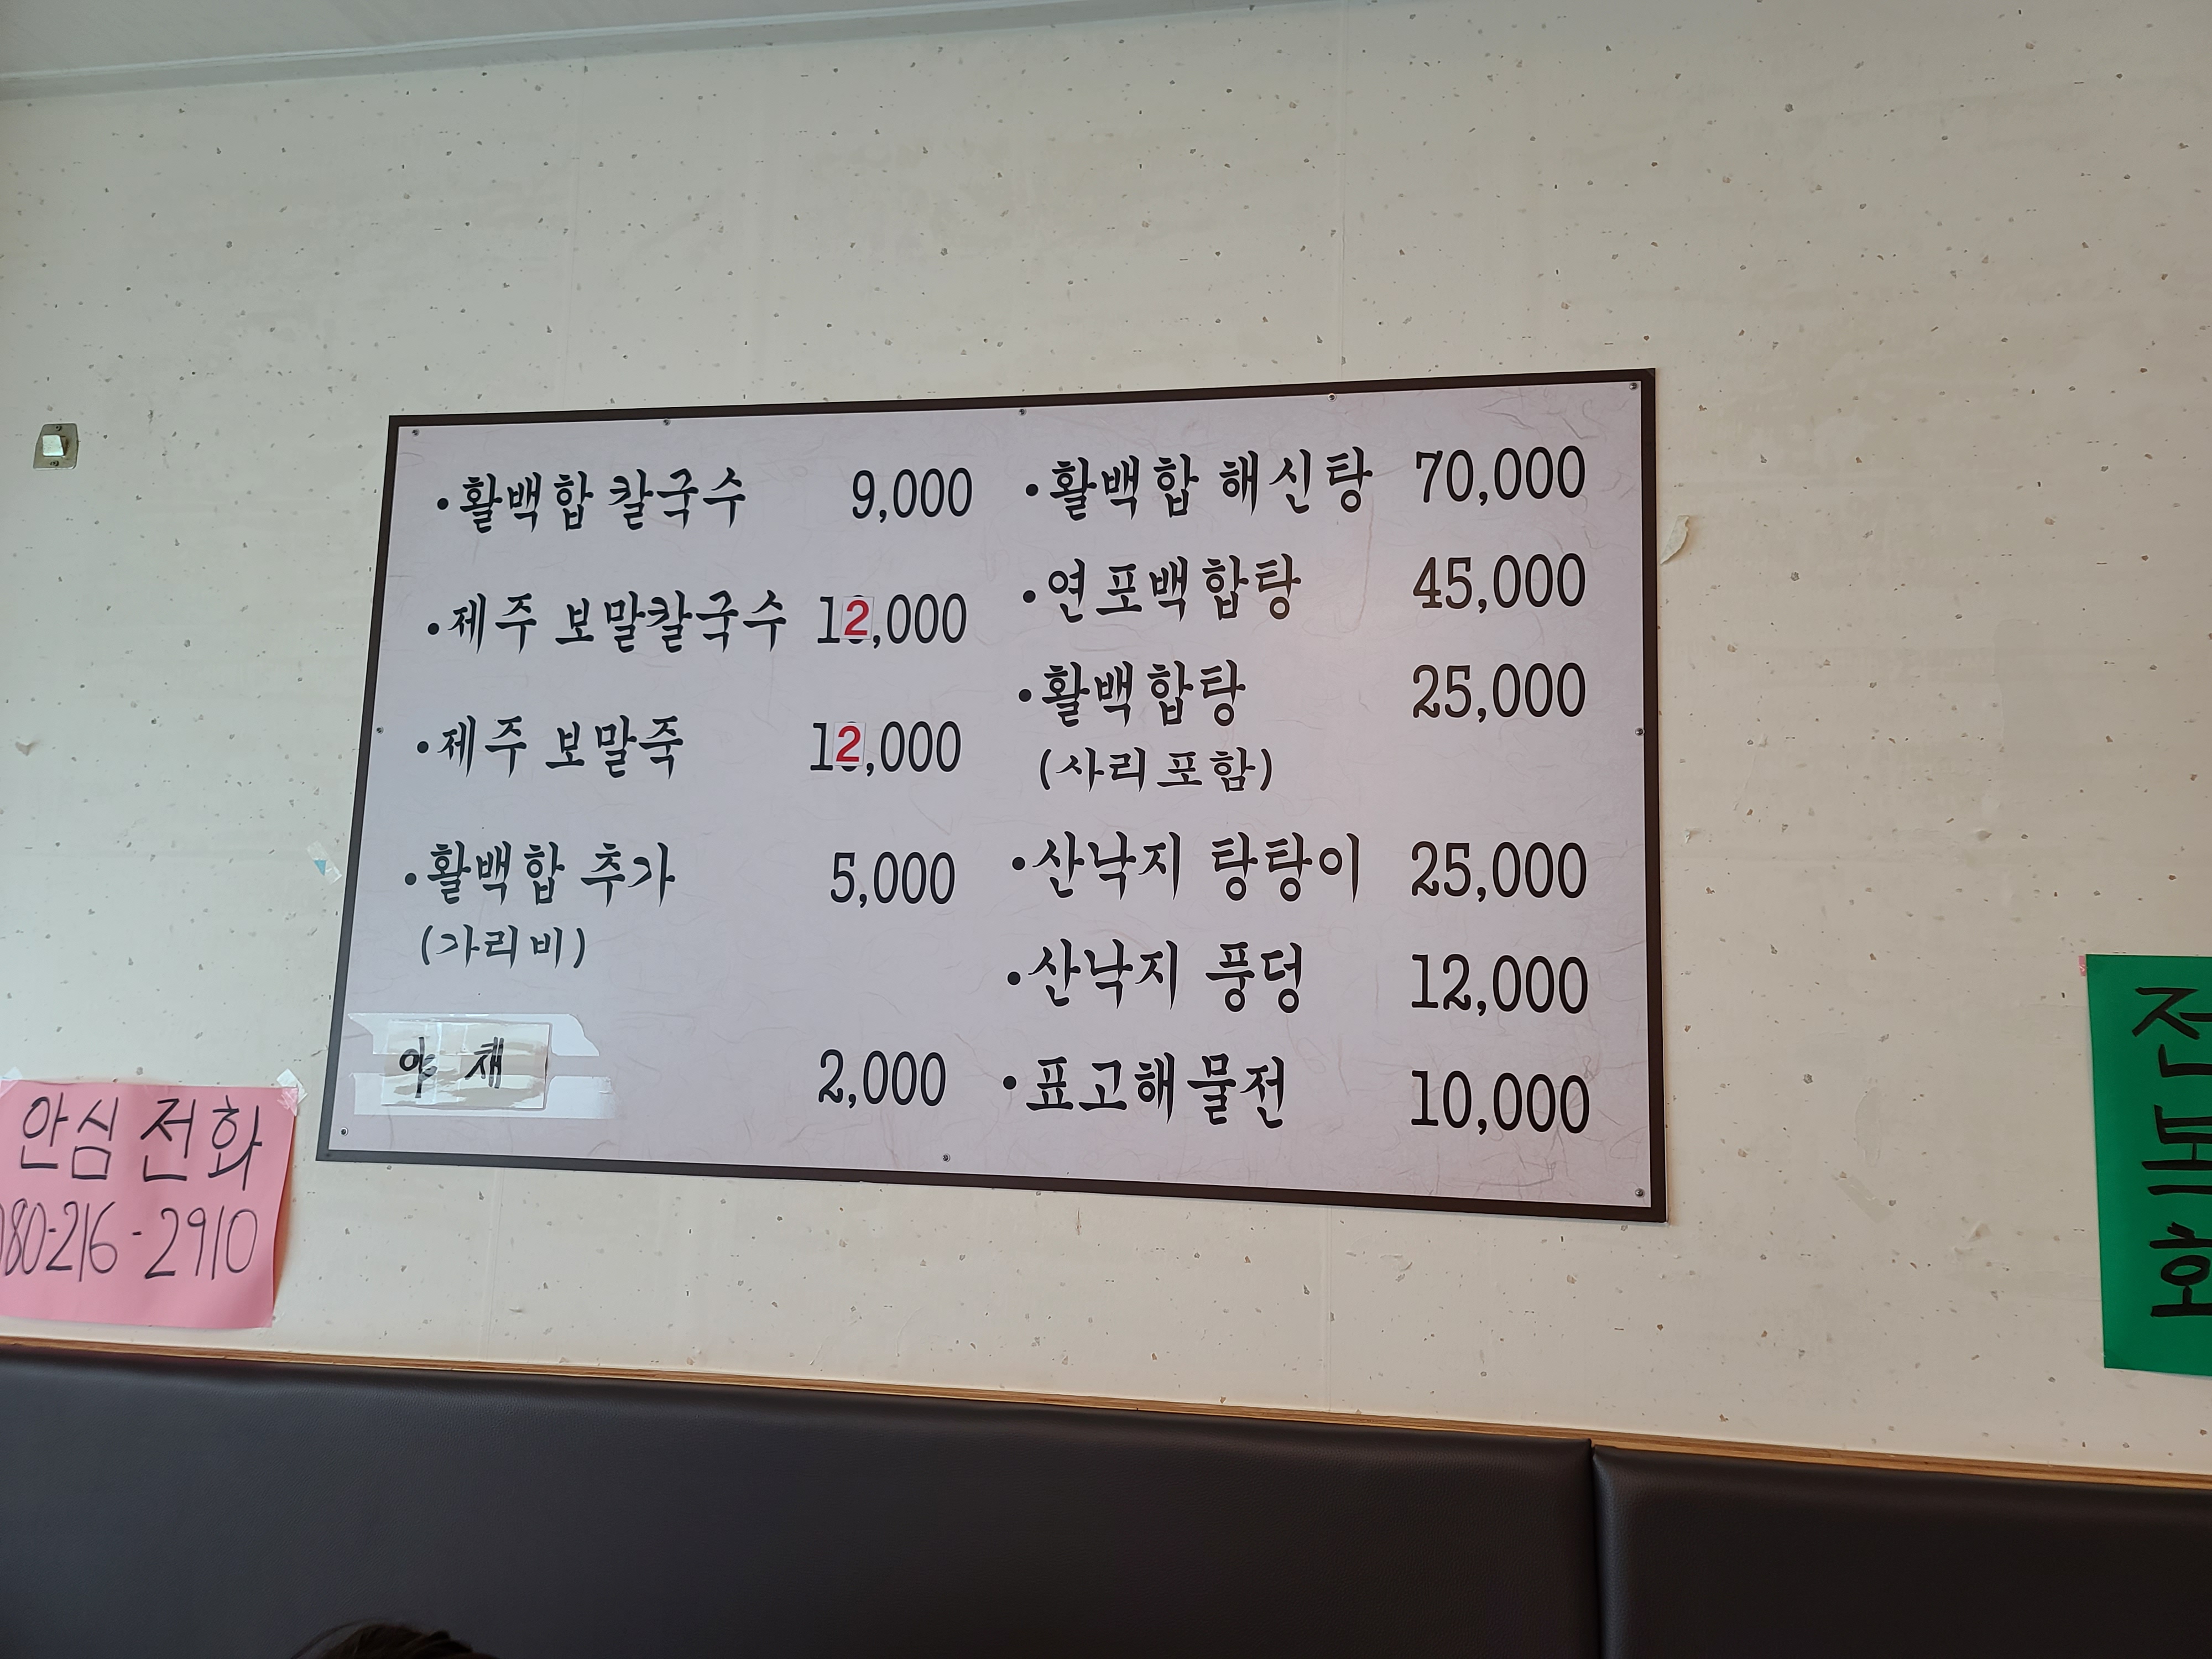 ·활백합 칼국수 9,000
·제주 보말칼국수 12,000
·제주 보말죽 12,000
·활백합 추가 5,000
(가리비)
야채 2,000
·활백합 해신탕 70,000
·연포백합탕 45,000
·활백합탕 25,000
(사리포함)
·산낙지 탕탕이 25,000
·산낙지 풍덩 12,000
·표고해물전 10,000
안심 전화
080-216-2910
전
복
회